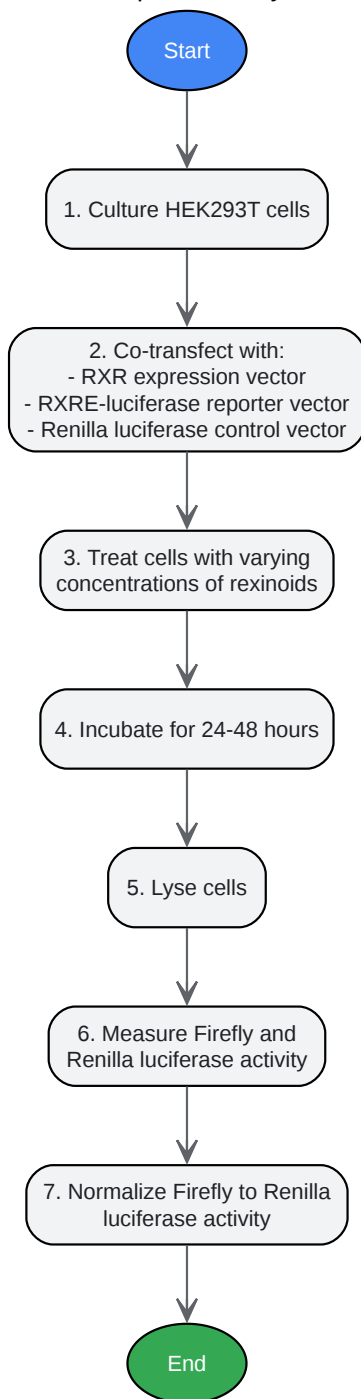 Start
1. Culture HEK293T cells
2. Co-transfect with:
- RXR expression vector
- RXRE-luciferase reporter vector
- Renilla luciferase control vector
3. Treat cells with varying
concentrations of rexinoids
4. Incubate for 24-48 hours
5. Lyse cells
6. Measure Firefly and
Renilla luciferase activity
7. Normalize Firefly to Renilla
luciferase activity
End